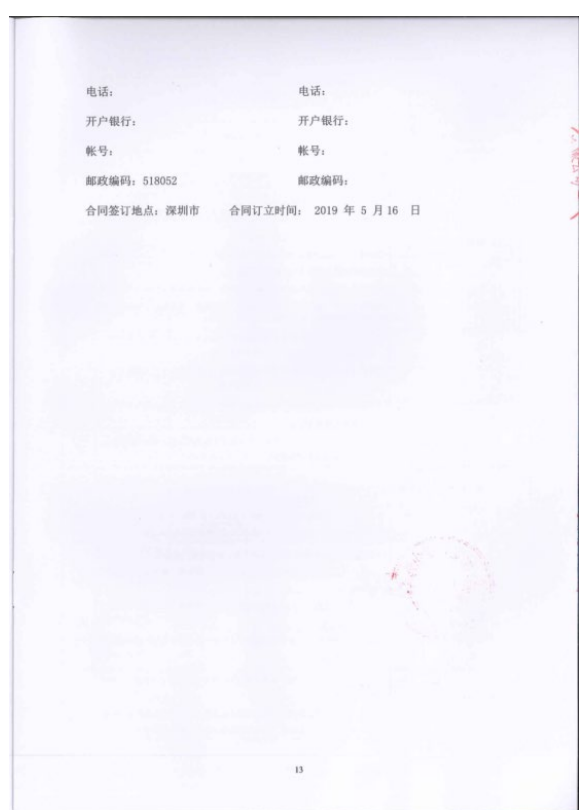 电话： 电话：
开户银行： 开户银行：
帐号： 帐号：
邮政编码：518052 邮政编码：
合同签订地点：深圳市 合同订立时间： 2019 年 5 月 16 日
13